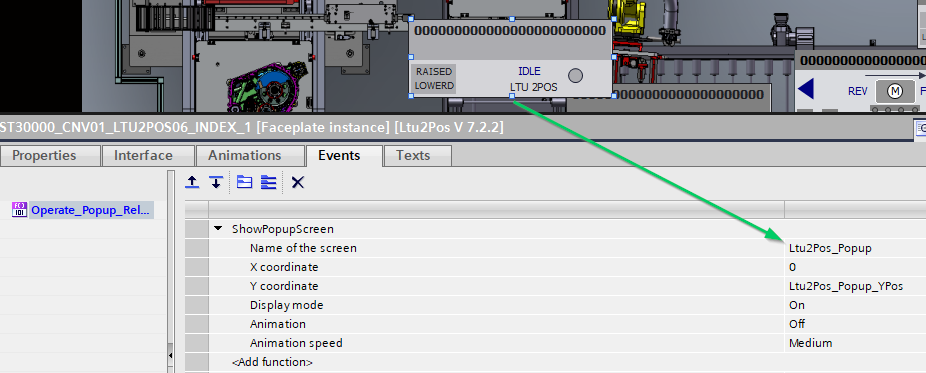 0000000000000000000000000
RAISED
LOWERD
IDLE
LTU 2POS
REV
M
ST30000_CNV01_LTU2POS06_INDEX_1 [Faceplate instance] [Ltu2Pos V 7.2.2]
Properties
Interface
Animations
Events
Texts
Operate_Popup_Rel...
ShowPopupScreen
Name of the screen Ltu2Pos_Popup
X coordinate 0
Y coordinate Ltu2Pos_Popup_YPos
Display mode On
Animation Off
Animation speed Medium
<Add function>